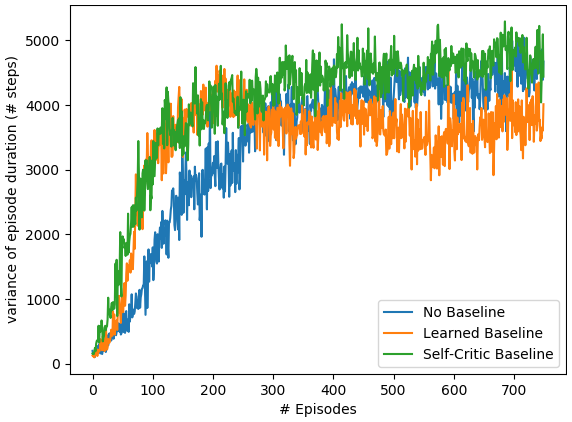 variance of episode duration (# steps)
5000
4000
3000
2000
1000
0
0 100 200 300 400 500 600 700
# Episodes
No Baseline
Learned Baseline
Self-Critic Baseline